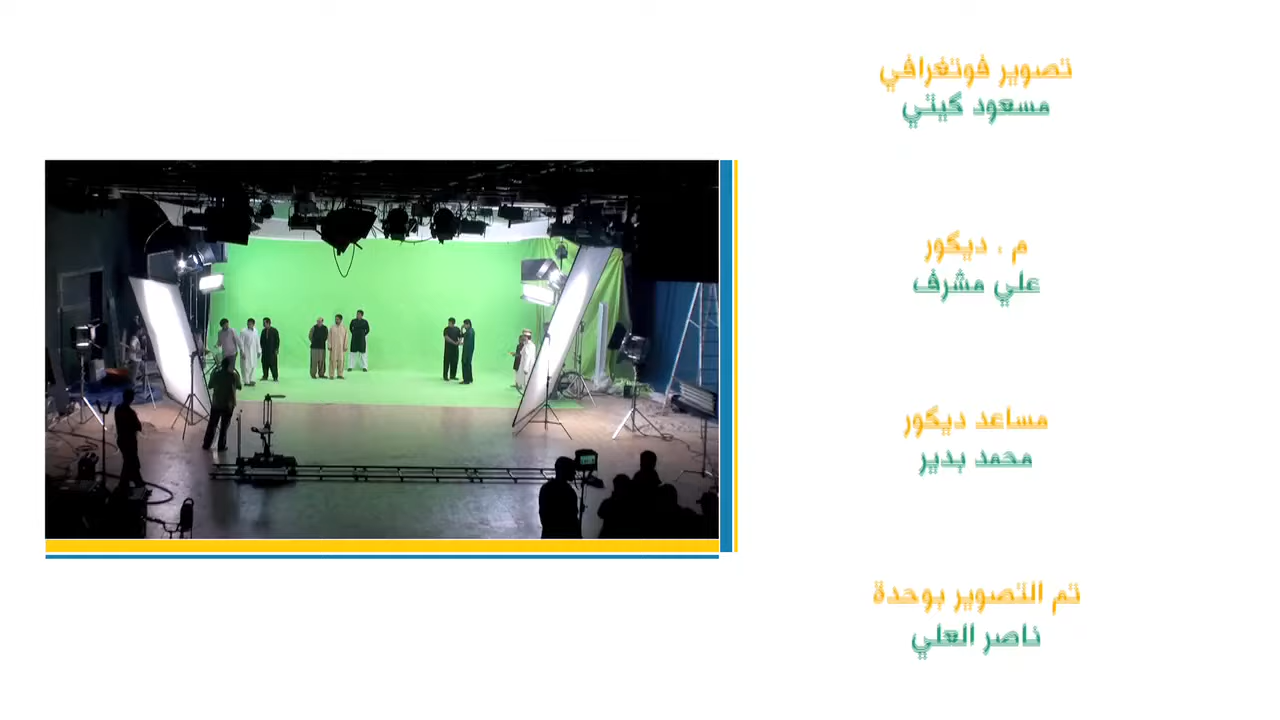 تصوير فوتغرافي
مسعود كيتي
م . ديكور
علي مشرف
مساعد ديكور
محمد بدير
تم التصوير بوحدة
ناصر العلي